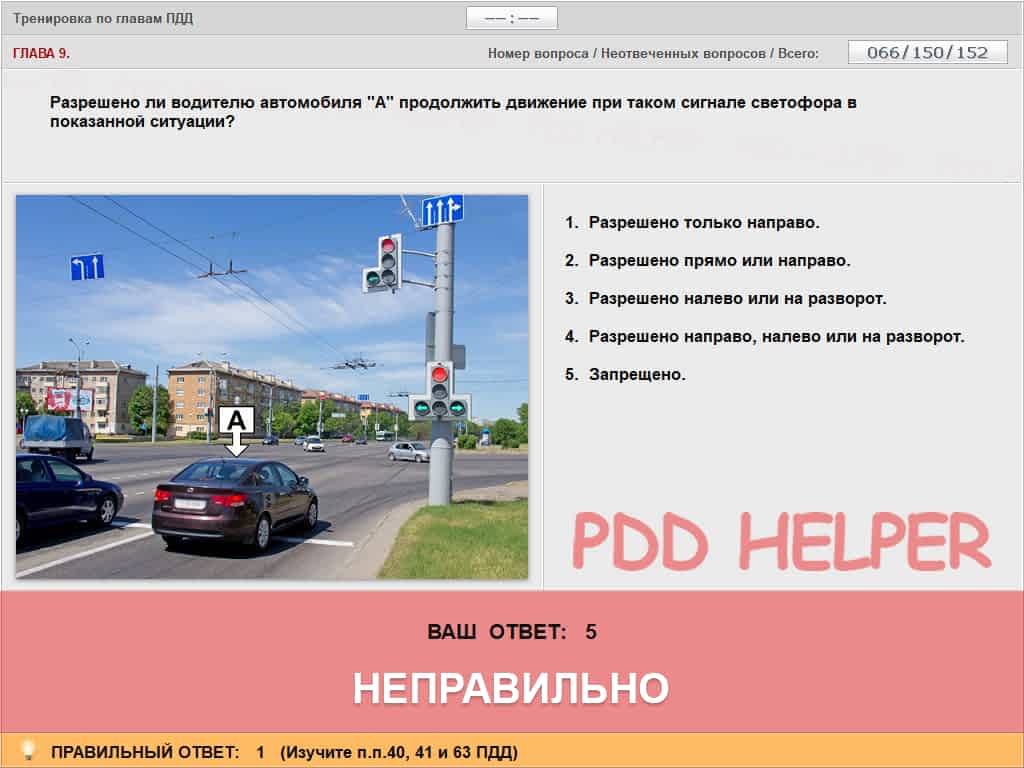 Тренировка по главам ПДД
—— : ——
ГЛАВА 9.
Номер вопроса / Неотвеченных вопросов / Всего:
066/150/152
Разрешено ли водителю автомобиля "А" продолжить движение при таком сигнале светофора в
показанной ситуации?
А
1. Разрешено только направо.
2. Разрешено прямо или направо.
3. Разрешено налево или на разворот.
4. Разрешено направо, налево или на разворот.
5. Запрещено.
PDD HELPER
ВАШ ОТВЕТ: 5
НЕПРАВИЛЬНО
ПРАВИЛЬНЫЙ ОТВЕТ: 1 (Изучите п.п.40, 41 и 63 ПДД)